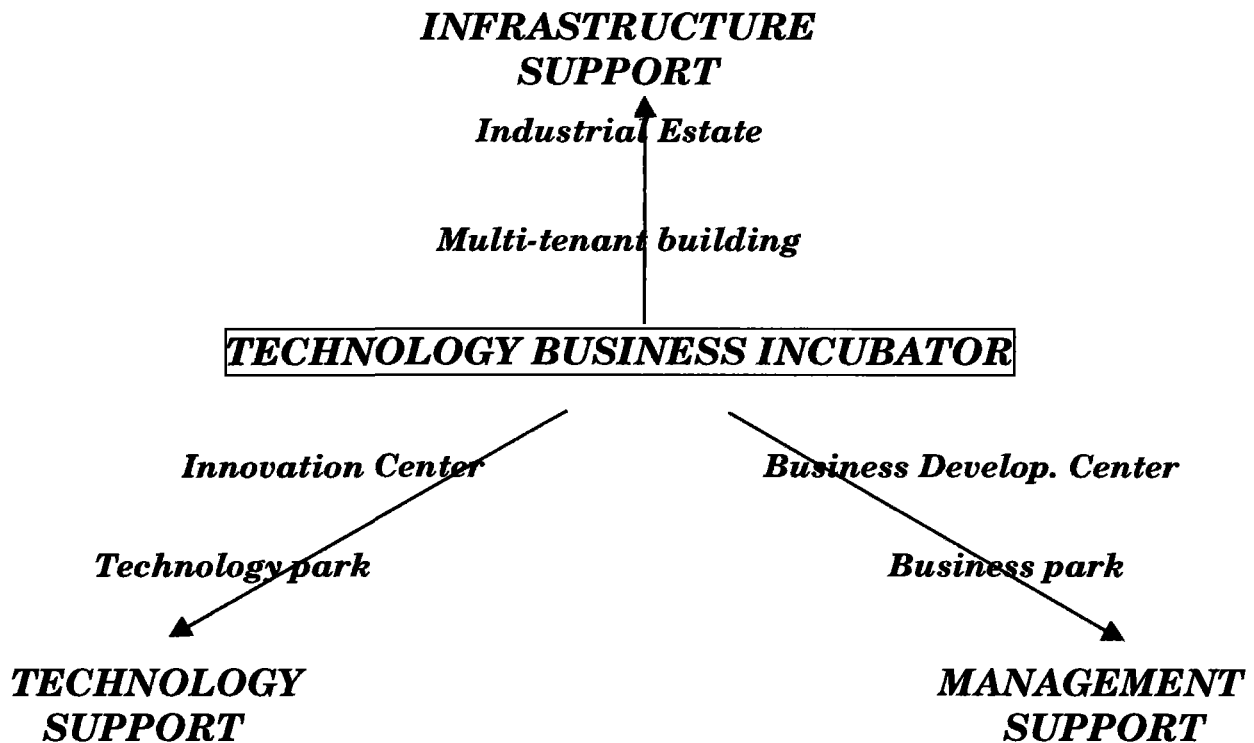 INFRASTRUCTURE
SUPPORT
Industrial Estate
Multi-tenant building
TECHNOLOGY BUSINESS INCUBATOR
Innovation Center
Business Develop. Center
Technology park
Business park
TECHNOLOGY
SUPPORT
MANAGEMENT
SUPPORT